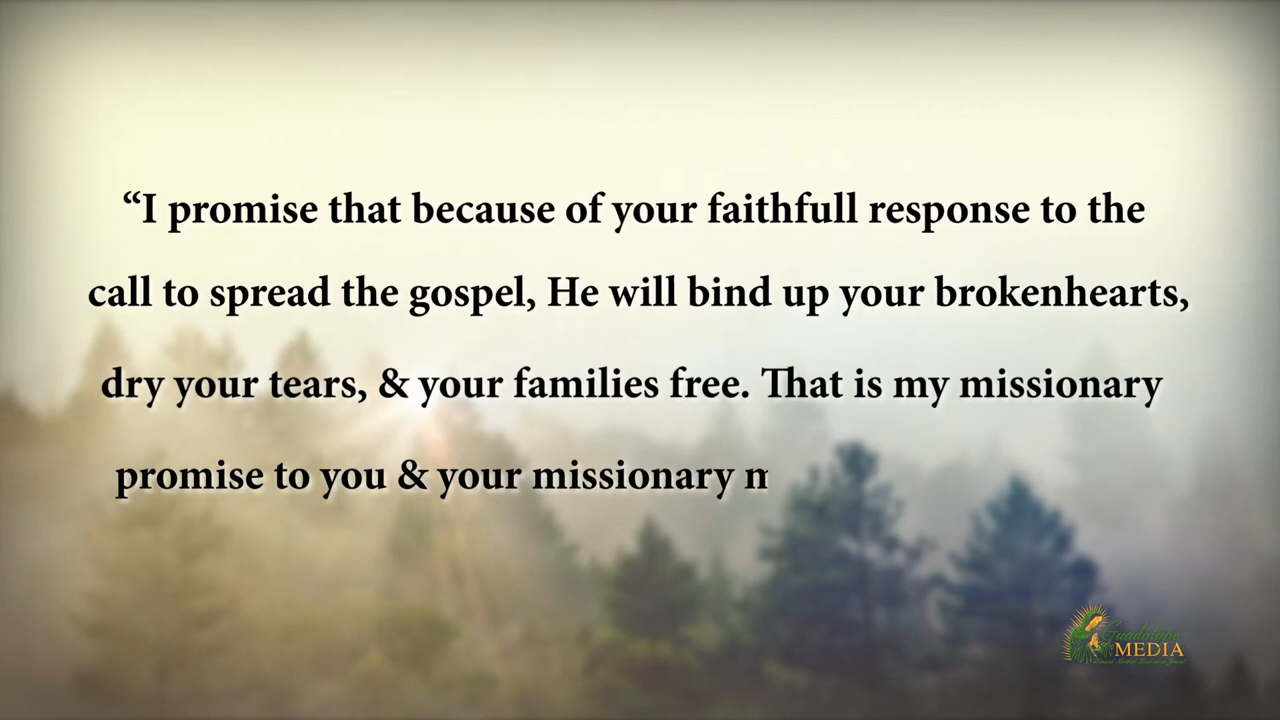 “I promise that because of your faithfull response to the
call to spread the gospel, He will bind up your brokenhearts,
dry your tears, & your families free. That is my missionary
promise to you & your missionary
Guadalupe
MEDIA